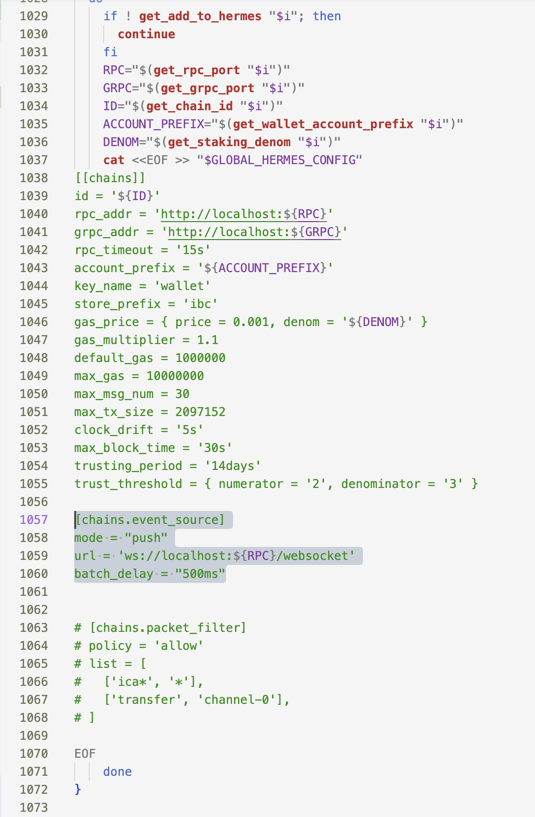 1028 do
1029 if ! get_add_to_hermes "$i"; then
1030 continue
1031 fi
1032 RPC="$(get_rpc_port "$i")"
1033 GRPC="$(get_grpc_port "$i")"
1034 ID="$(get_chain_id "$i")"
1035 ACCOUNT_PREFIX="$(get_wallet_account_prefix "$i")"
1036 DENOM="$(get_staking_denom "$i")"
1037 cat <<EOF >> "$GLOBAL_HERMES_CONFIG"
1038 [[chains]]
1039 id = '${ID}'
1040 rpc_addr = 'http://localhost:${RPC}'
1041 grpc_addr = 'http://localhost:${GRPC}'
1042 rpc_timeout = '15s'
1043 account_prefix = '${ACCOUNT_PREFIX}'
1044 key_name = 'wallet'
1045 store_prefix = 'ibc'
1046 gas_price = { price = 0.001, denom = '${DENOM}' }
1047 gas_multiplier = 1.1
1048 default_gas = 1000000
1049 max_gas = 10000000
1050 max_msg_num = 30
1051 max_tx_size = 2097152
1052 clock_drift = '5s'
1053 max_block_time = '30s'
1054 trusting_period = '14days'
1055 trust_threshold = { numerator = '2', denominator = '3' }
1056
1057 [chains.event_source]
1058 mode = "push"
1059 url = 'ws://localhost:${RPC}/websocket'
1060 batch_delay = "500ms"
1061
1062
1063 # [chains.packet_filter]
1064 # policy = 'allow'
1065 # list = [
1066 #   ['ica*', '*'],
1067 #   ['transfer', 'channel-0'],
1068 # ]
1069
1070 EOF
1071 done
1072 }
1073